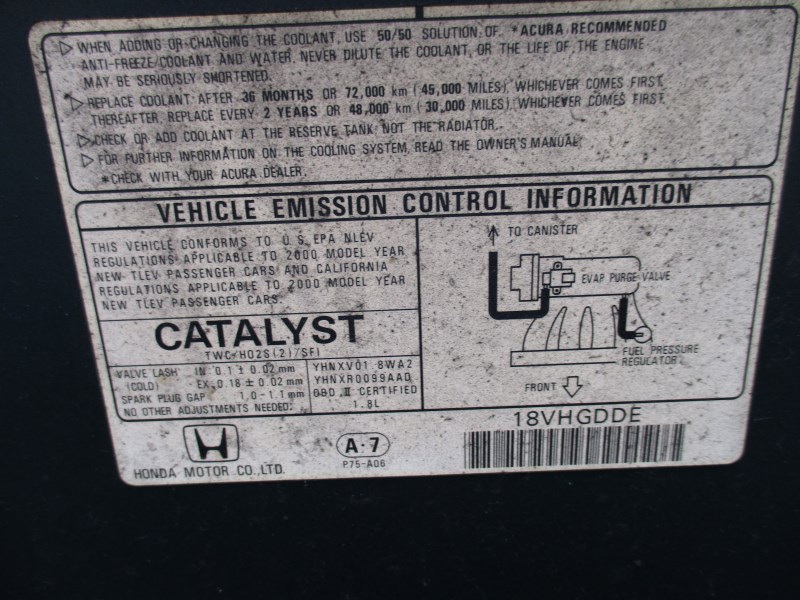 ▷ WHEN ADDING OR CHANGING THE COOLANT, USE 50/50 SOLUTION OF *ACURA RECOMMENDED
ANTI-FREEZE/COOLANT AND WATER, NEVER DILUTE THE COOLANT, OR THE LIFE OF THE ENGINE
MAY BE SERIOUSLY SHORTENED.
▷ REPLACE COOLANT AFTER 36 MONTHS OR 72,000 km (45,000 MILES), WHICHEVER COMES FIRST,
THEREAFTER, REPLACE EVERY 2 YEARS OR 48,000 km (30,000 MILES), WHICHEVER COMES FIRST.
▷ CHECK OR ADD COOLANT AT THE RESERVE TANK, NOT THE RADIATOR.
▷ FOR FURTHER INFORMATION ON THE COOLING SYSTEM, READ THE OWNER'S MANUAL.
*CHECK WITH YOUR ACURA DEALER.
VEHICLE EMISSION CONTROL INFORMATION
THIS VEHICLE CONFORMS TO U.S. EPA NLEV
REGULATIONS APPLICABLE TO 2000 MODEL YEAR
NEW TLEV PASSENGER CARS AND CALIFORNIA
REGULATIONS APPLICABLE TO 2000 MODEL YEAR
NEW TLEV PASSENGER CARS.
CATALYST
TWC/HO2S(2)/SFI
VALVE LASH IN 0.1 ± 0.02 mm
(COLD) EX 0.18 ± 0.02 mm
SPARK PLUG GAP 1.0-1.1 mm
NO OTHER ADJUSTMENTS NEEDED.
YHNXV01.8WA2
YHNXR0099AAD
OBD II CERTIFIED
1.8L
TO CANISTER
EVAP PURGE VALVE
FUEL PRESSURE
REGULATOR
FRONT
HONDA MOTOR CO., LTD.
A·7
P75-A06
18VHGDDE